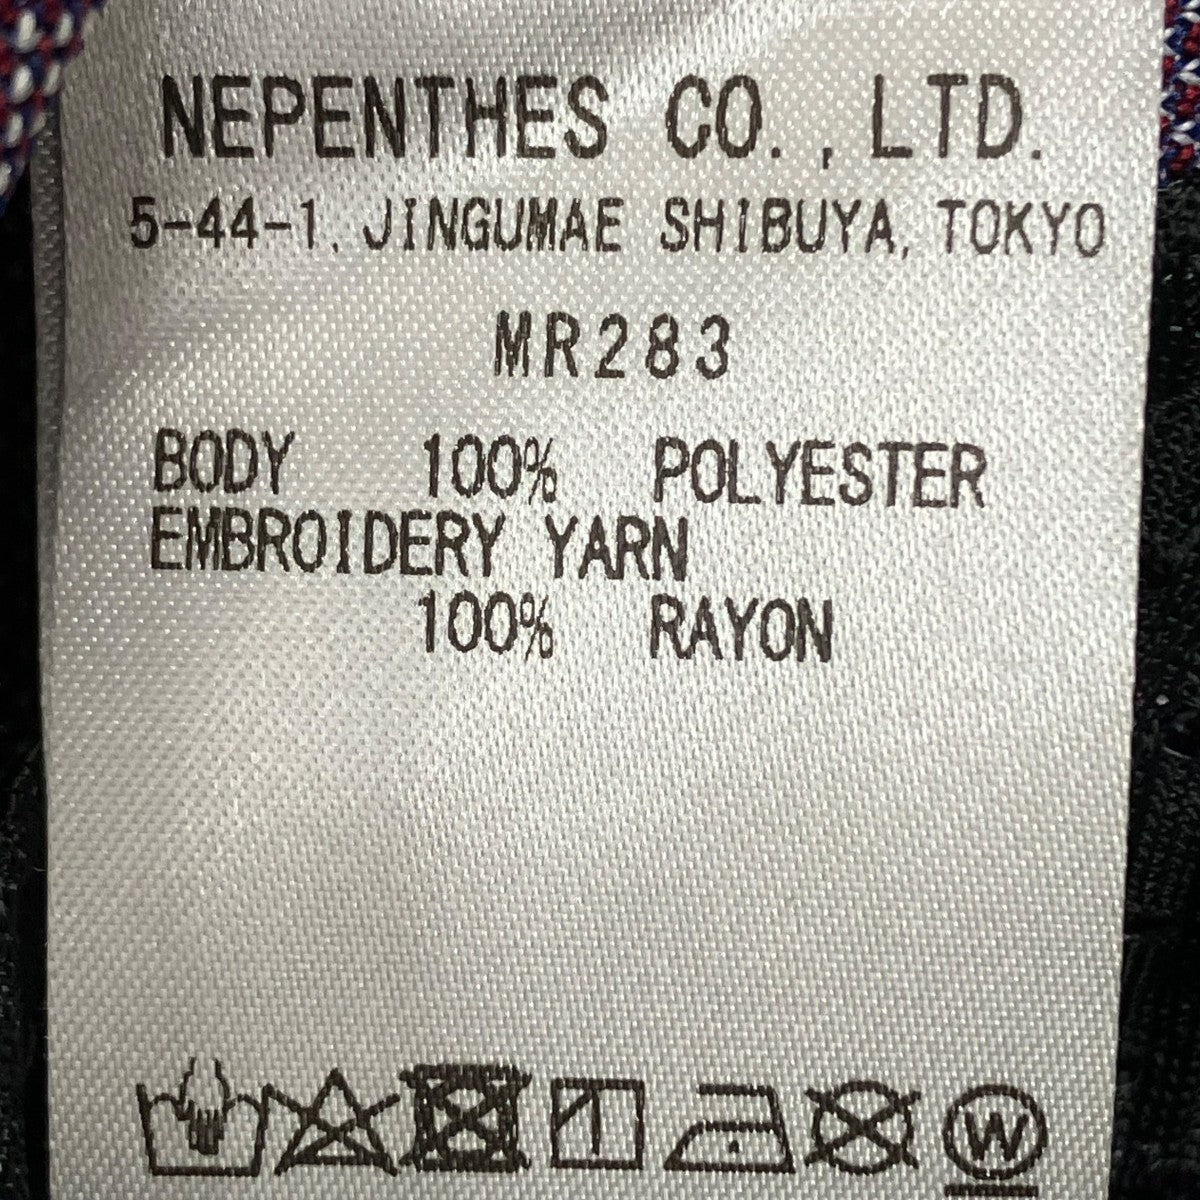 NEPENTHES CO., LTD.
5-44-1, JINGUMAE SHIBUYA, TOKYO
MR283
BODY 100% POLYESTER
EMBROIDERY YARN
100% RAYON
W